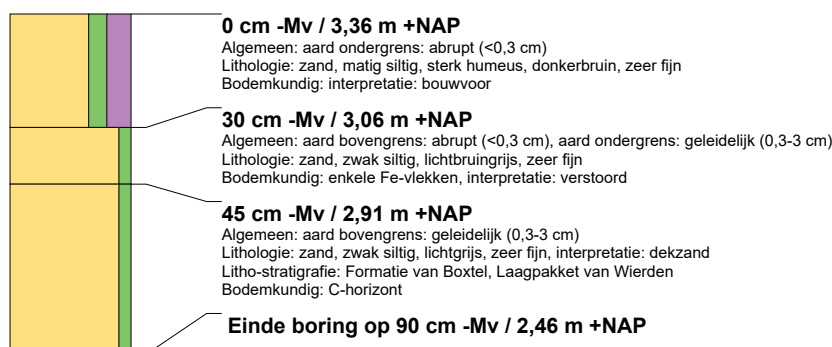 0 cm -Mv / 3,36 m +NAP
Algemeen: aard ondergrens: abrupt (<0,3 cm)
Lithologie: zand, matig siltig, sterk humeus, donkerbruin, zeer fijn
Bodemkundig: interpretatie: bouwvoor
30 cm -Mv / 3,06 m +NAP
Algemeen: aard bovengrens: abrupt (<0,3 cm), aard ondergrens: geleidelijk (0,3-3 cm)
Lithologie: zand, zwak siltig, lichtbruingrijs, zeer fijn
Bodemkundig: enkele Fe-vlekken, interpretatie: verstoord
45 cm -Mv / 2,91 m +NAP
Algemeen: aard bovengrens: geleidelijk (0,3-3 cm)
Lithologie: zand, zwak siltig, lichtgrijs, zeer fijn, interpretatie: dekzand
Litho-stratigrafie: Formatie van Boxtel, Laagpakket van Wierden
Bodemkundig: C-horizont
Einde boring op 90 cm -Mv / 2,46 m +NAP